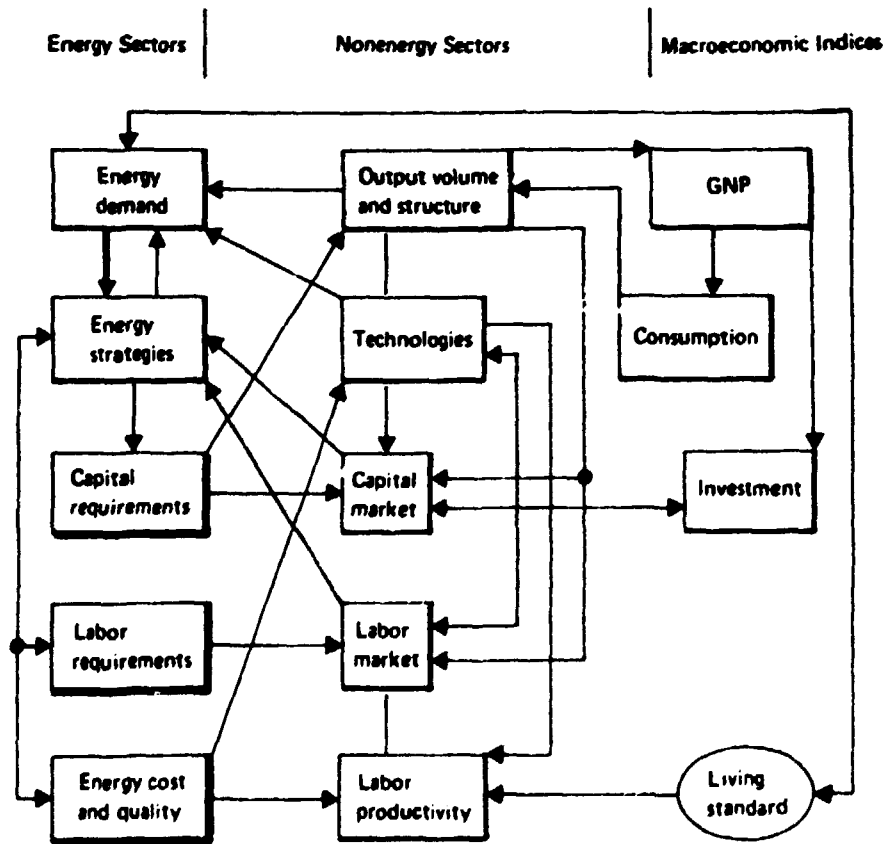 Energy Sectors
Nonenergy Sectors
Macroeconomic Indices
Energy
demand
Output volume
and structure
GNP
Energy
strategies
Technologies
Consumption
Capital
requirements
Capital
market
Investment
Labor
requirements
Labor
market
Energy cost
and quality
Labor
productivity
Living
standard